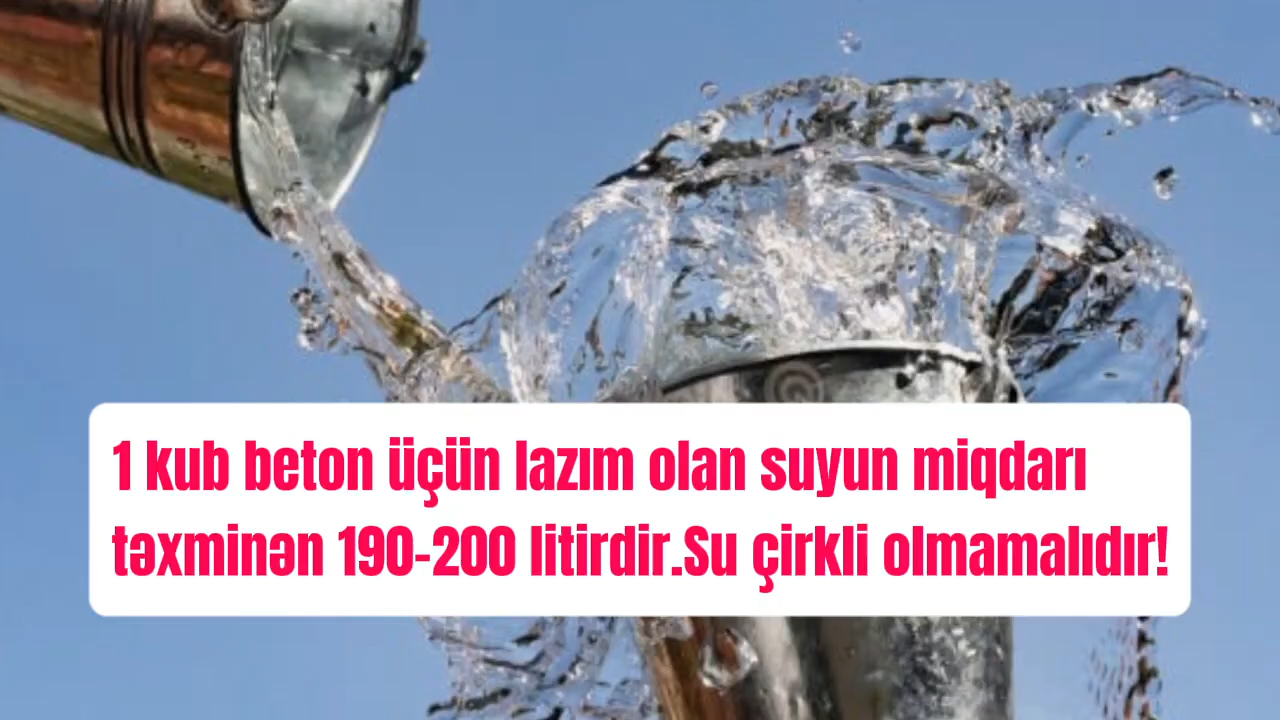 1 kub beton üçün lazım olan suyun miqdarı
təxminən 190-200 litirdir.Su çirkli olmamalıdır!